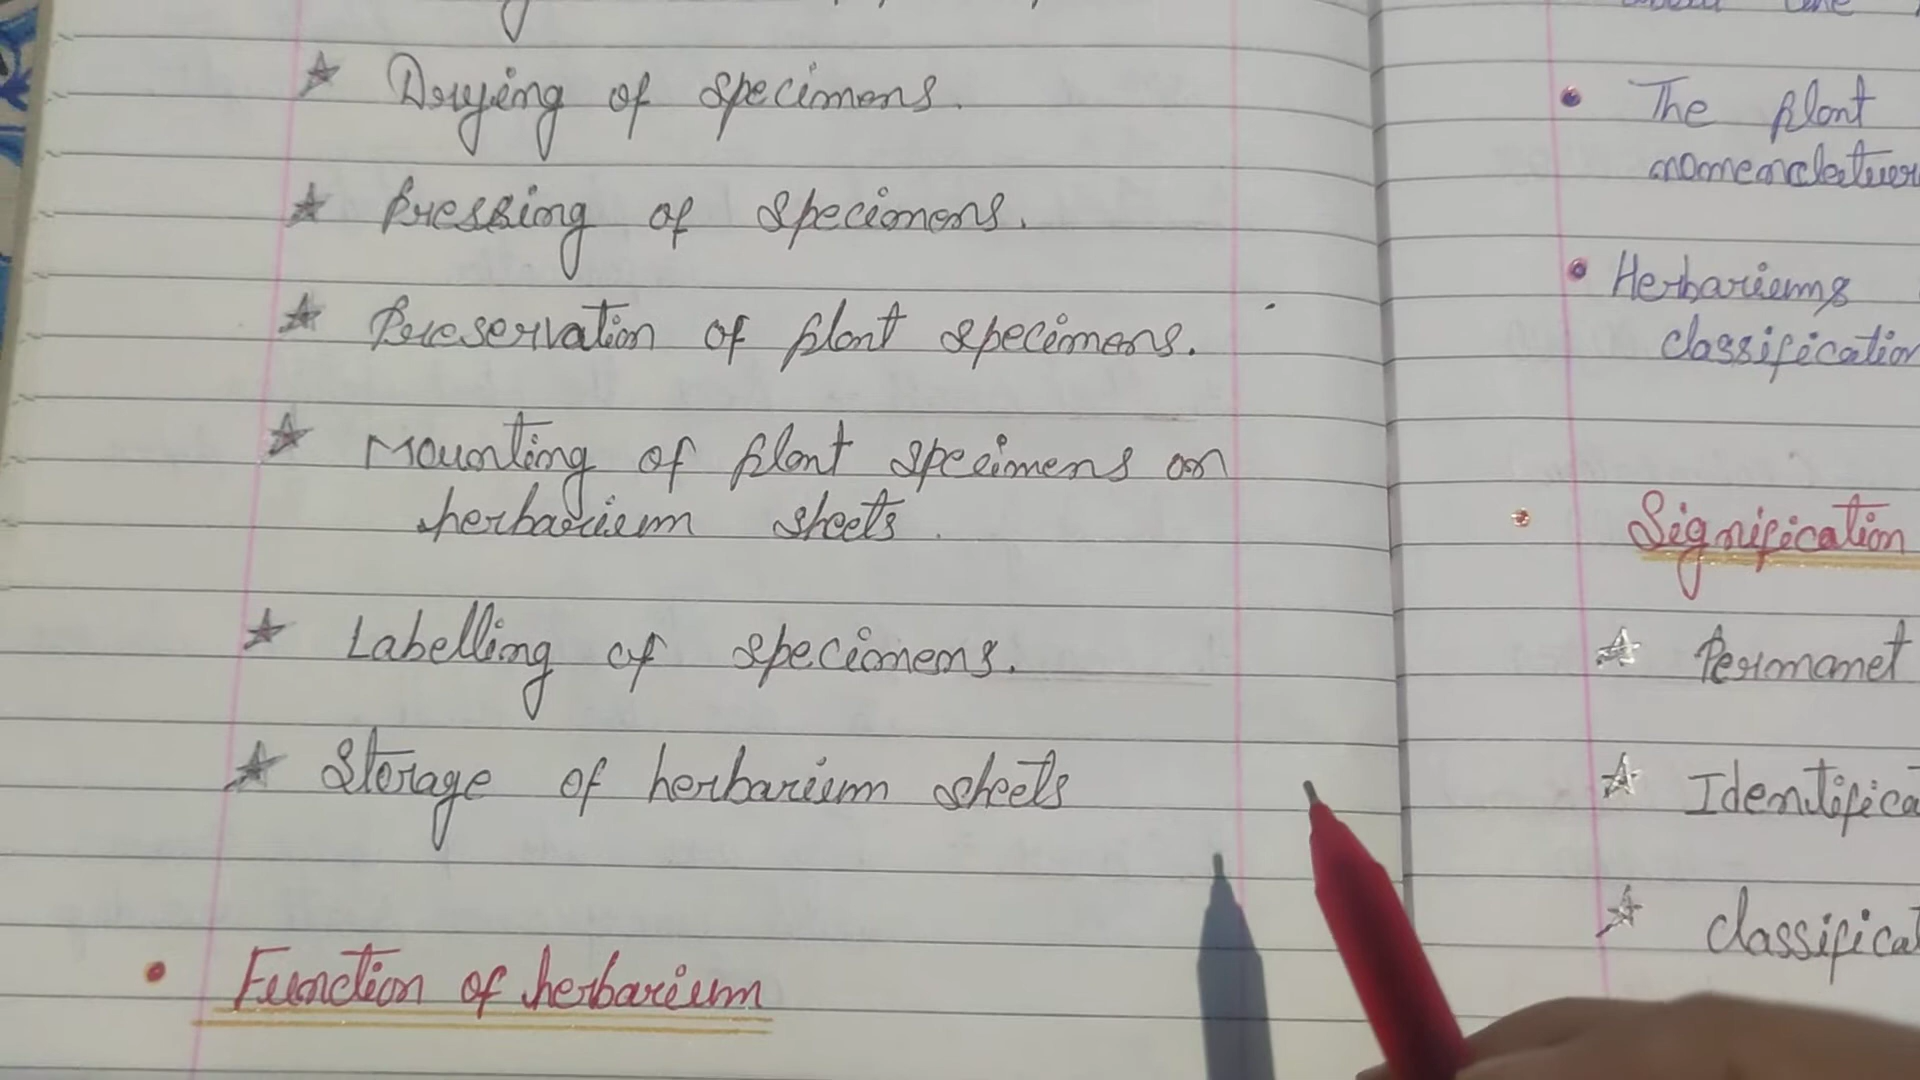 Drying of specimens.
Pressing of specimens.
Preservation of plant specimens.
Mounting of plant specimens on
herbarium sheets.
Labelling of specimens.
Storage of herbarium sheets
Function of herbarium
The plant
Herbariums
classification
Signification
Permanet